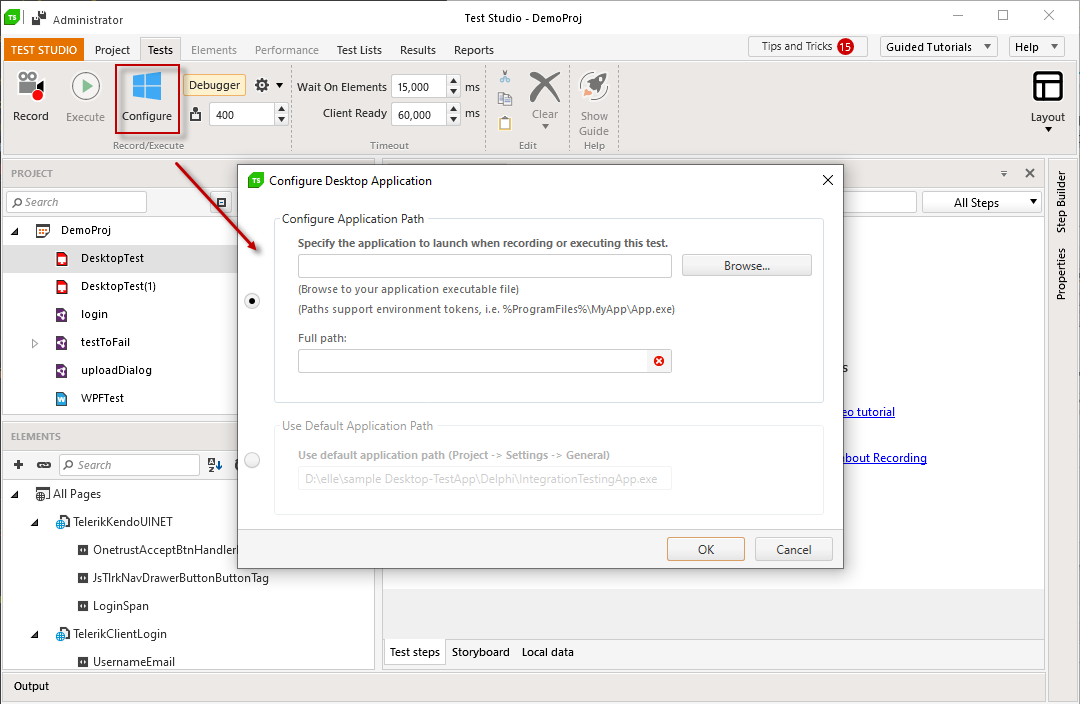 TS
Administrator
Test Studio - DemoProj
TEST STUDIO
Project
Tests
Elements
Performance
Test Lists
Results
Reports
Tips and Tricks 15
Guided Tutorials
Help
Record
Execute
Configure
Debugger
400
Record/Execute
Wait On Elements 15,000 ms
Client Ready 60,000 ms
Timeout
Clear
Edit
Show
Guide
Help
Layout
PROJECT
Search
DemoProj
DesktopTest
DesktopTest(1)
login
testToFail
uploadDialog
WPFTest
ELEMENTS
Search
All Pages
TelerikKendoUINET
OnetrustAcceptBtnHandler
JsTlrkNavDrawerButtonButtonTag
LoginSpan
TelerikClientLogin
UsernameEmail
TS Configure Desktop Application
Configure Application Path
Specify the application to launch when recording or executing this test.
Browse...
(Browse to your application executable file)
(Paths support environment tokens, i.e. %ProgramFiles%\MyApp\App.exe)
Full path:
Use Default Application Path
Use default application path (Project -> Settings -> General)
D:\elle\sample Desktop-TestApp\Delphi\IntegrationTestingApp.exe
OK
Cancel
All Steps
s
eo tutorial
bout Recording
Step Builder
Properties
Test steps
Storyboard
Local data
Output